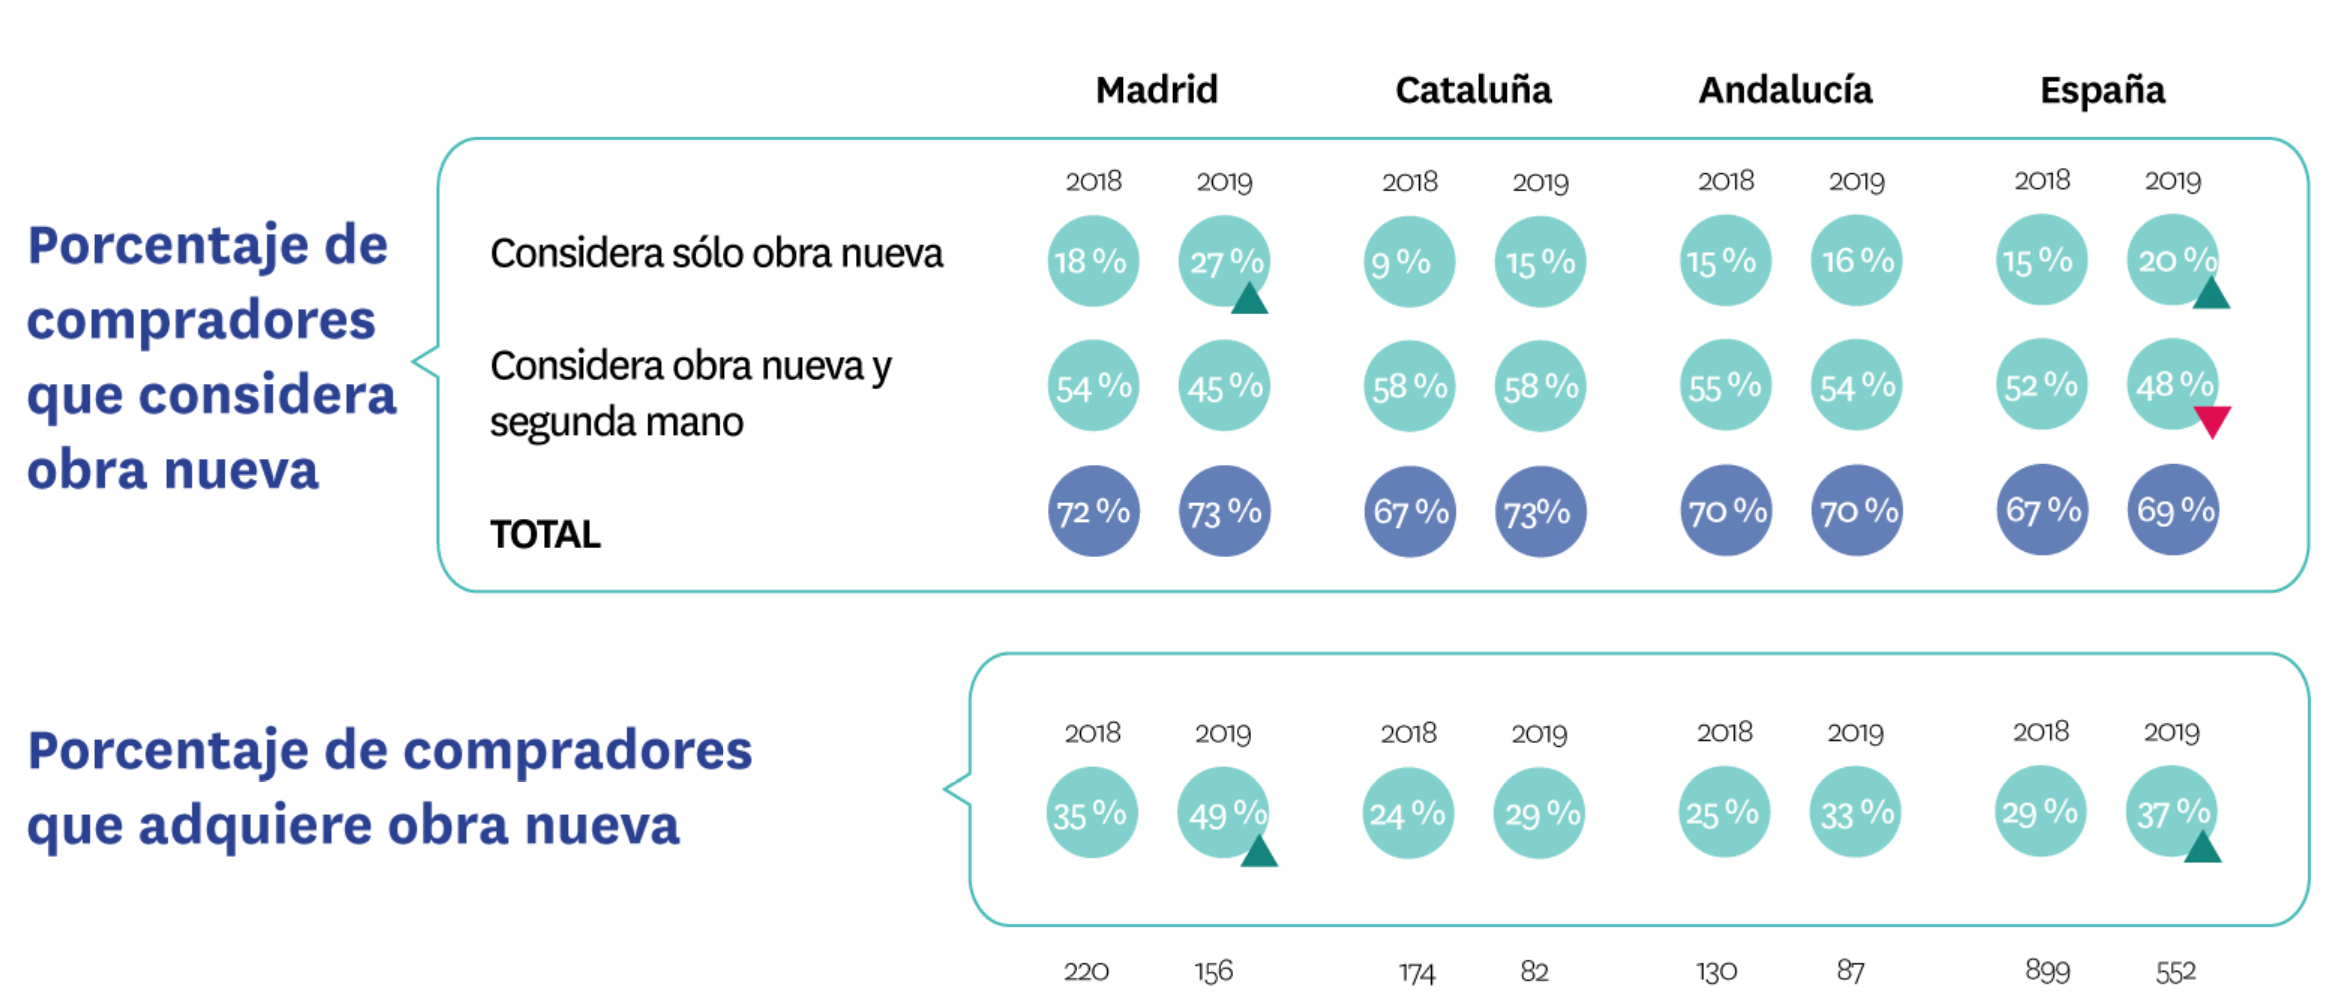 Madrid Cataluña Andalucía España
Porcentaje de
compradores
que considera
obra nueva
2018 2019 2018 2019 2018 2019 2018 2019
Considera sólo obra nueva 18 % 27 % 9 % 15 % 15 % 16 % 15 % 20 %
Considera obra nueva y
segunda mano 54 % 45 % 58 % 58 % 55 % 54 % 52 % 48 %
TOTAL 72 % 73 % 67 % 73% 70 % 70 % 67 % 69 %
Porcentaje de compradores
que adquiere obra nueva
2018 2019 2018 2019 2018 2019 2018 2019
35 % 49 % 24 % 29 % 25 % 33 % 29 % 37 %
220 156 174 82 130 87 899 552